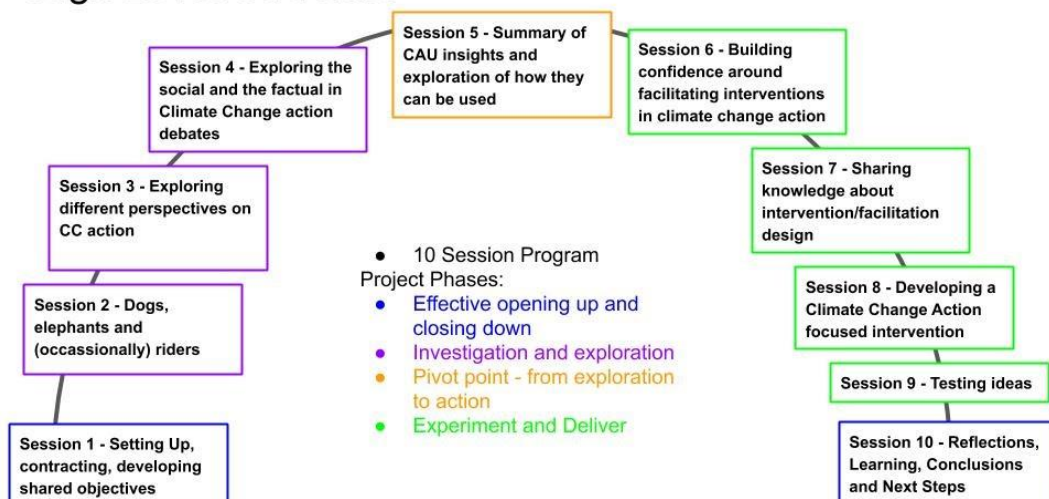 Session 5 - Summary of
CAU insights and
exploration of how they
can be used
Session 4 - Exploring the
social and the factual in
Climate Change action
debates
Session 6 - Building
confidence around
facilitating interventions
in climate change action
Session 3 - Exploring
different perspectives on
CC action
Session 7 - Sharing
knowledge about
intervention/facilitation
design
Session 2 - Dogs,
elephants and
(occassionally) riders
● 10 Session Program
Project Phases:
● Effective opening up and
closing down
● Investigation and exploration
● Pivot point - from exploration
to action
● Experiment and Deliver
Session 8 - Developing a
Climate Change Action
focused intervention
Session 9 - Testing ideas
Session 1 - Setting Up,
contracting, developing
shared objectives
Session 10 - Reflections,
Learning, Conclusions
and Next Steps